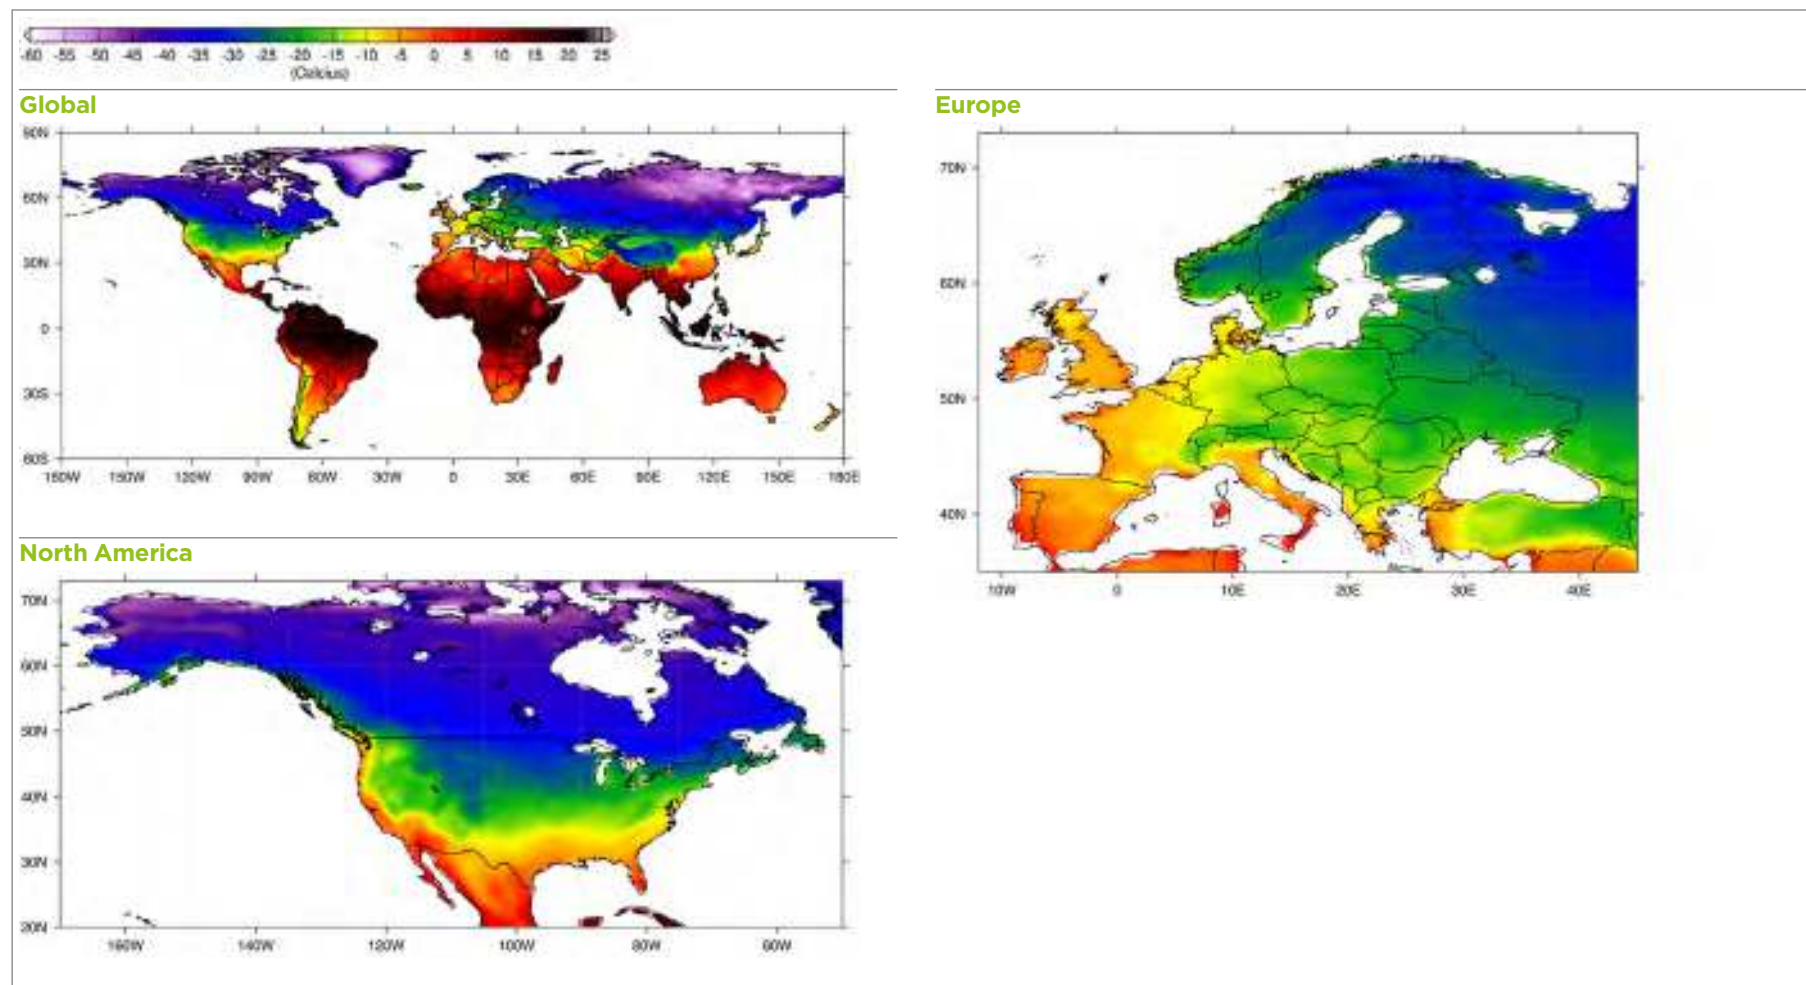 -60 -55 -50 -45 -40 -35 -30 -25 -20 -15 -10 -5 0 5 10 15 20 25
(Celcius)
Global
90N
60N
30N
0
30S
60S
180W 150W 120W 90W 60W 30W 0 30E 60E 90E 120E 150E 180E
Europe
70N
60N
50N
40N
10W 0 10E 20E 30E 40E
North America
70N
60N
50N
40N
30N
20N
160W 140W 120W 100W 80W 60W